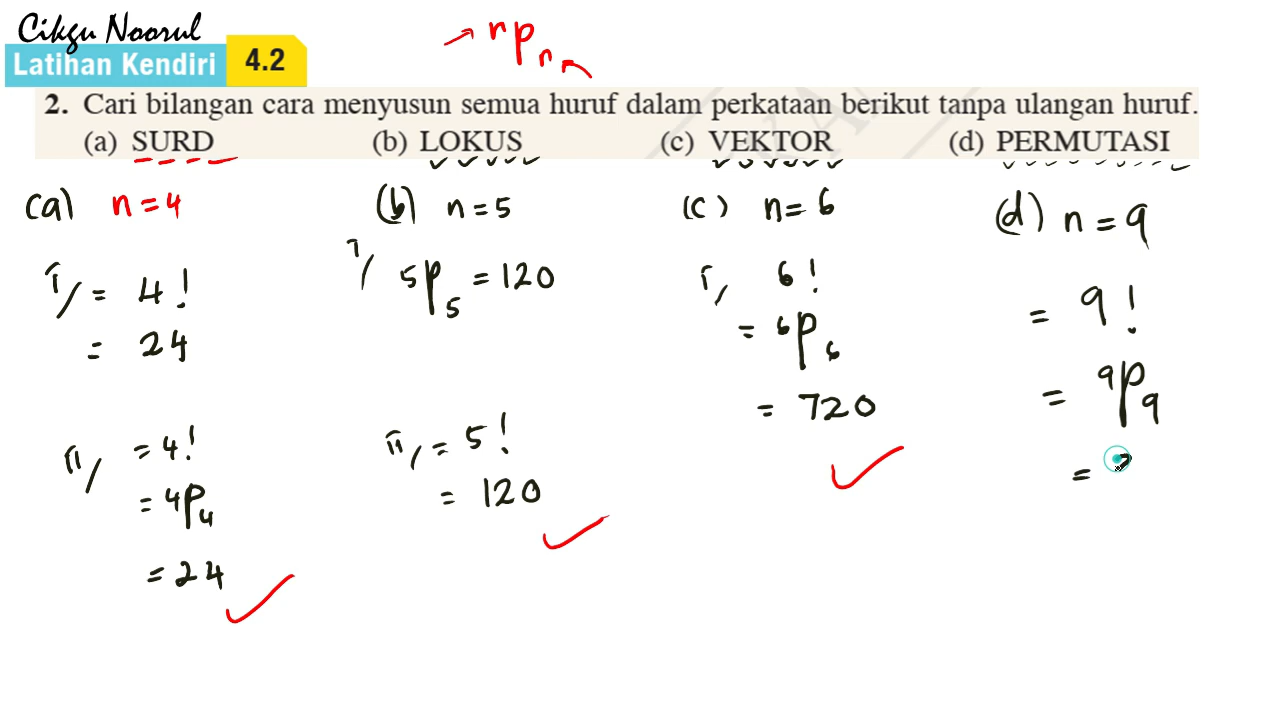 Cikgu Noorul
Latihan Kendiri 4.2
→ nPn
2. Cari bilangan cara menyusun semua huruf dalam perkataan berikut tanpa ulangan huruf.
(a) SURD (b) LOKUS (c) VEKTOR (d) PERMUTASI
(a) n = 4
i/ = 4!
= 24
ii/ = 4!
= 4P4
= 24
(b) n = 5
i/ 5P5 = 120
ii/ = 5!
= 120
(c) n = 6
i/ 6!
= 6P6
= 720
(d) n = 9
= 9!
= 9P9
=